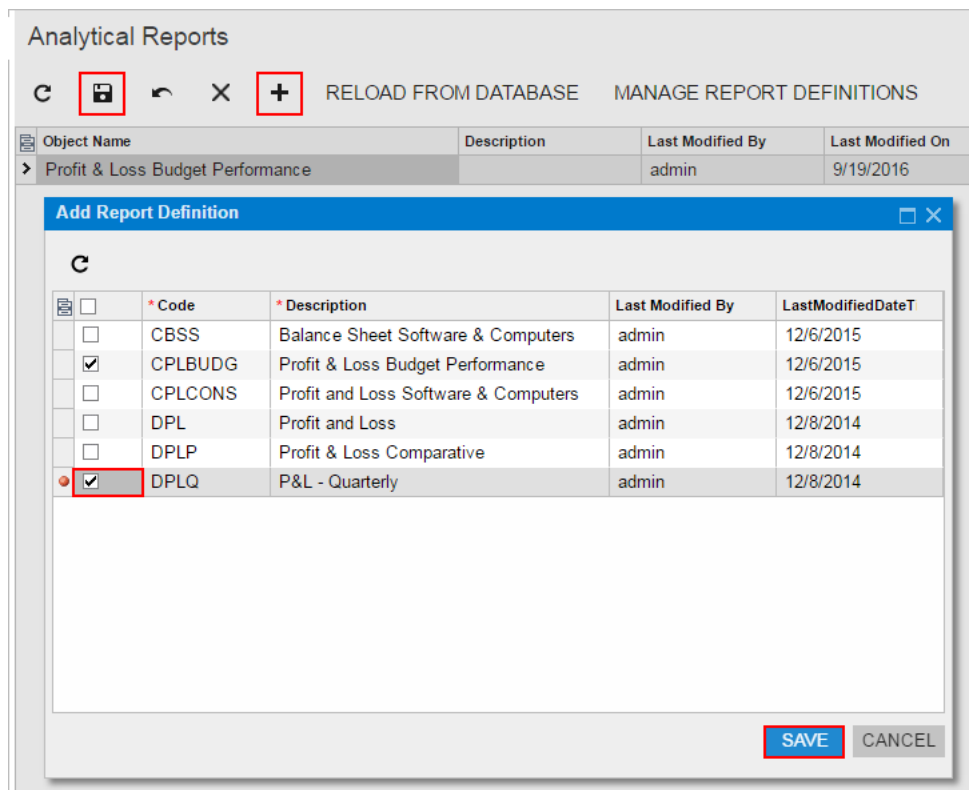 Analytical Reports
RELOAD FROM DATABASE MANAGE REPORT DEFINITIONS
Object Name Description Last Modified By Last Modified On
Profit & Loss Budget Performance admin 9/19/2016
Add Report Definition
* Code * Description Last Modified By LastModifiedDateTi
CBSS Balance Sheet Software & Computers admin 12/6/2015
CPLBUDG Profit & Loss Budget Performance admin 12/6/2015
CPLCONS Profit and Loss Software & Computers admin 12/6/2015
DPL Profit and Loss admin 12/8/2014
DPLP Profit & Loss Comparative admin 12/8/2014
DPLQ P&L - Quarterly admin 12/8/2014
SAVE CANCEL